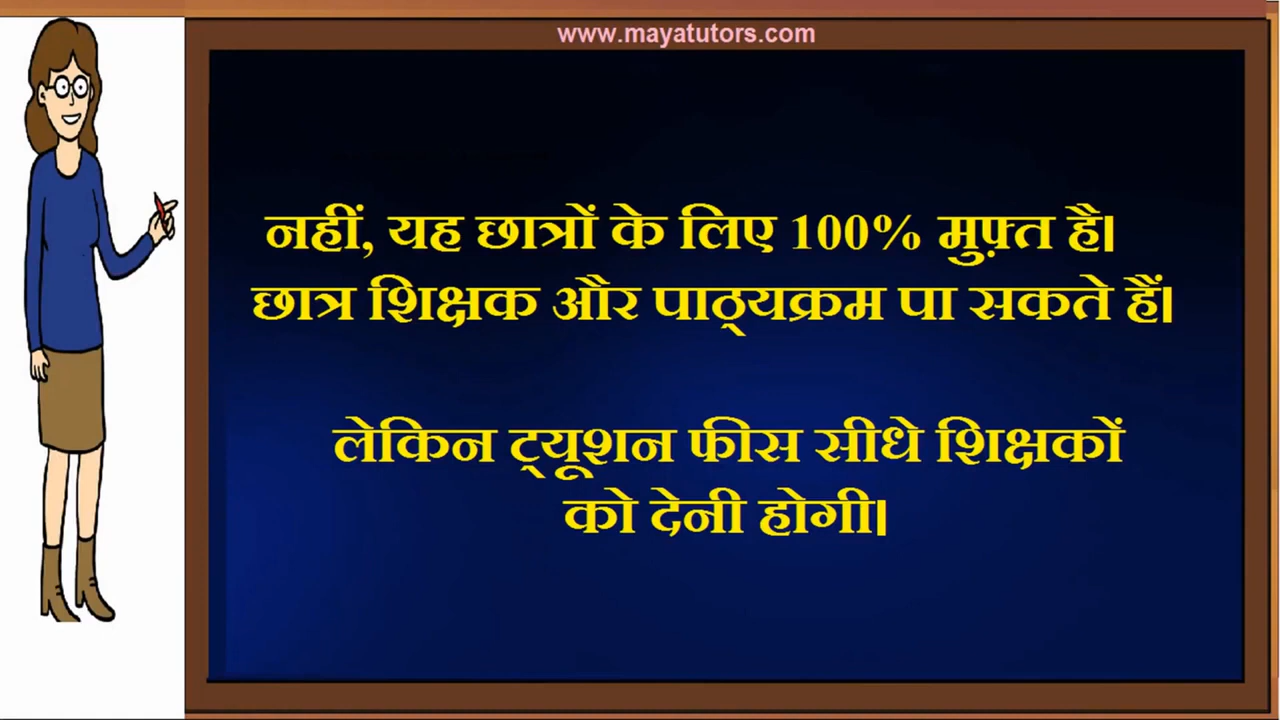 www.mayatutors.com
नहीं, यह छात्रों के लिए 100% मुफ़्त है।
छात्र शिक्षक और पाठ्यक्रम पा सकते हैं।
लेकिन ट्यूशन फीस सीधे शिक्षकों
को देनी होगी।